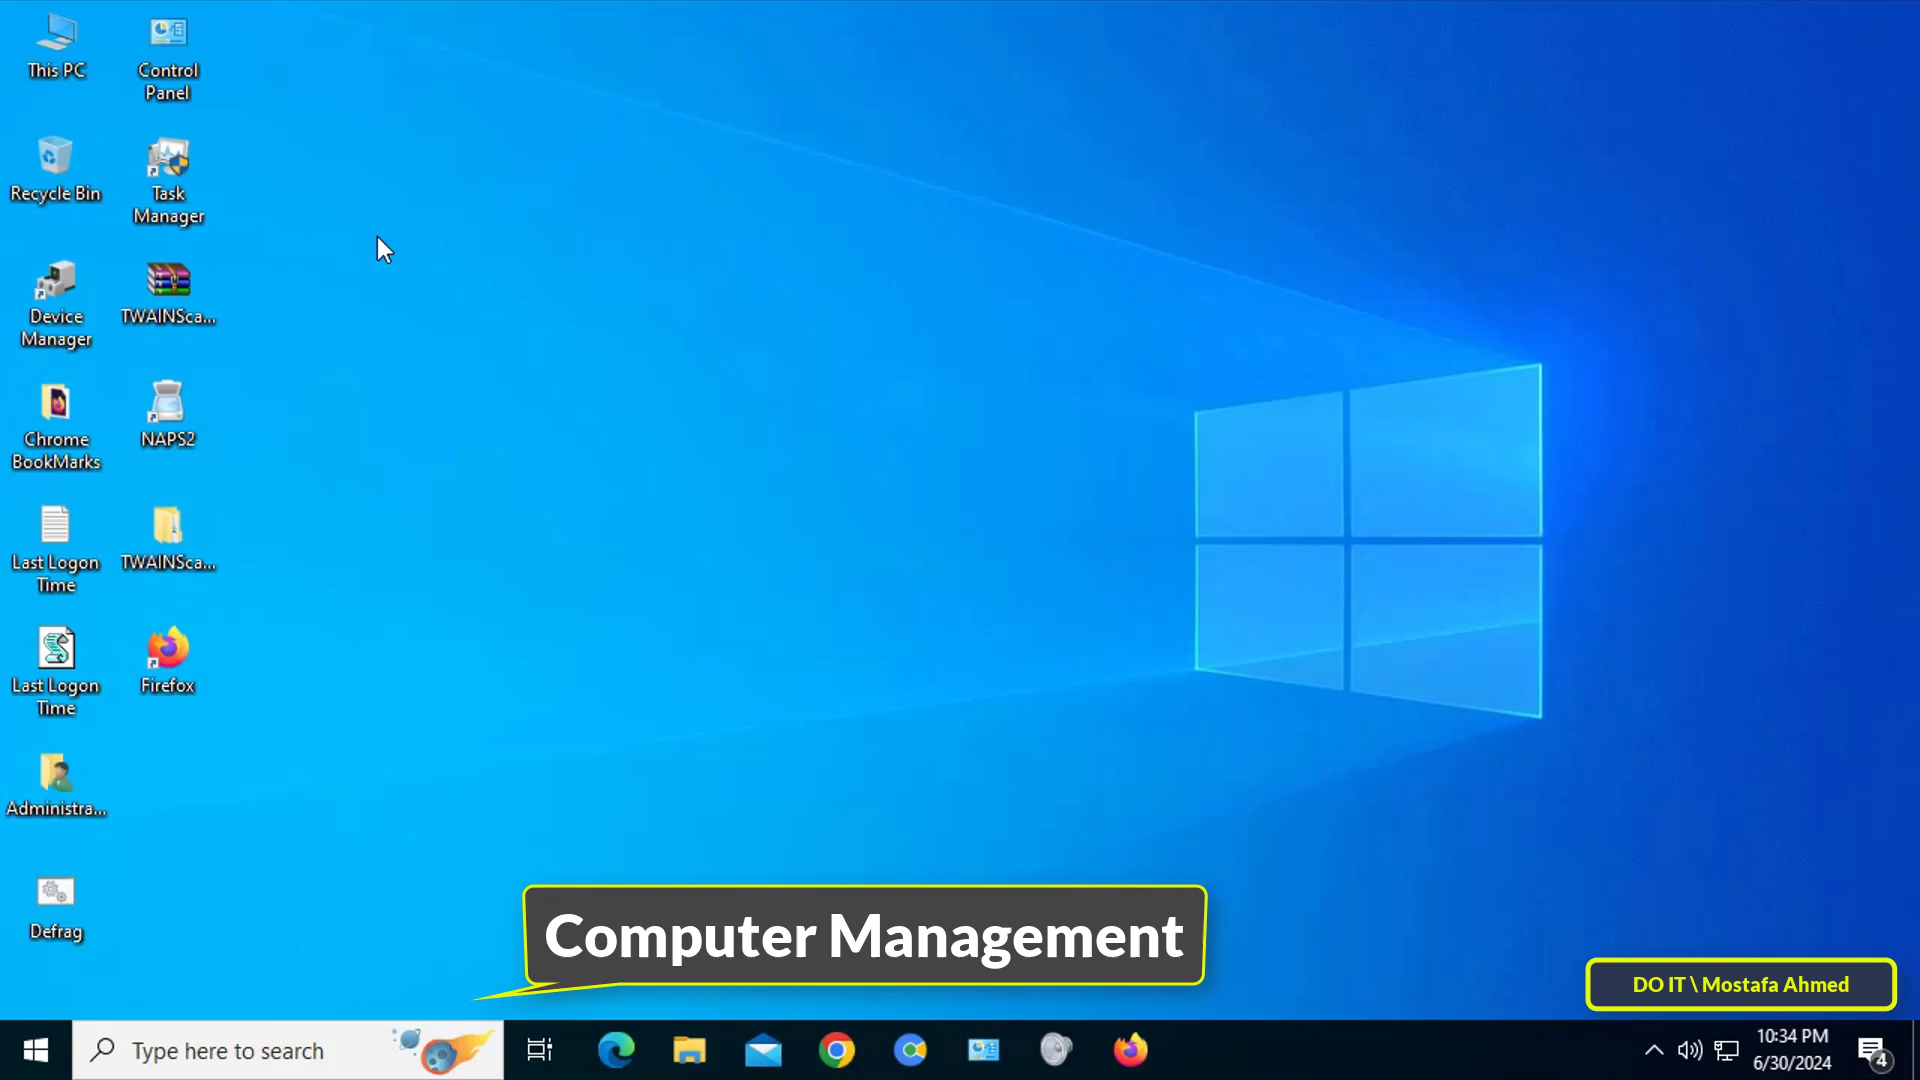 This PC
Control
Panel
Recycle Bin
Task
Manager
Device
Manager
TWAINSca...
Chrome
BookMarks
NAPS2
Last Logon
Time
TWAINSca...
Last Logon
Time
Firefox
Administra...
Defrag
Computer Management
DO IT \ Mostafa Ahmed
Type here to search
10:34 PM
6/30/2024
4